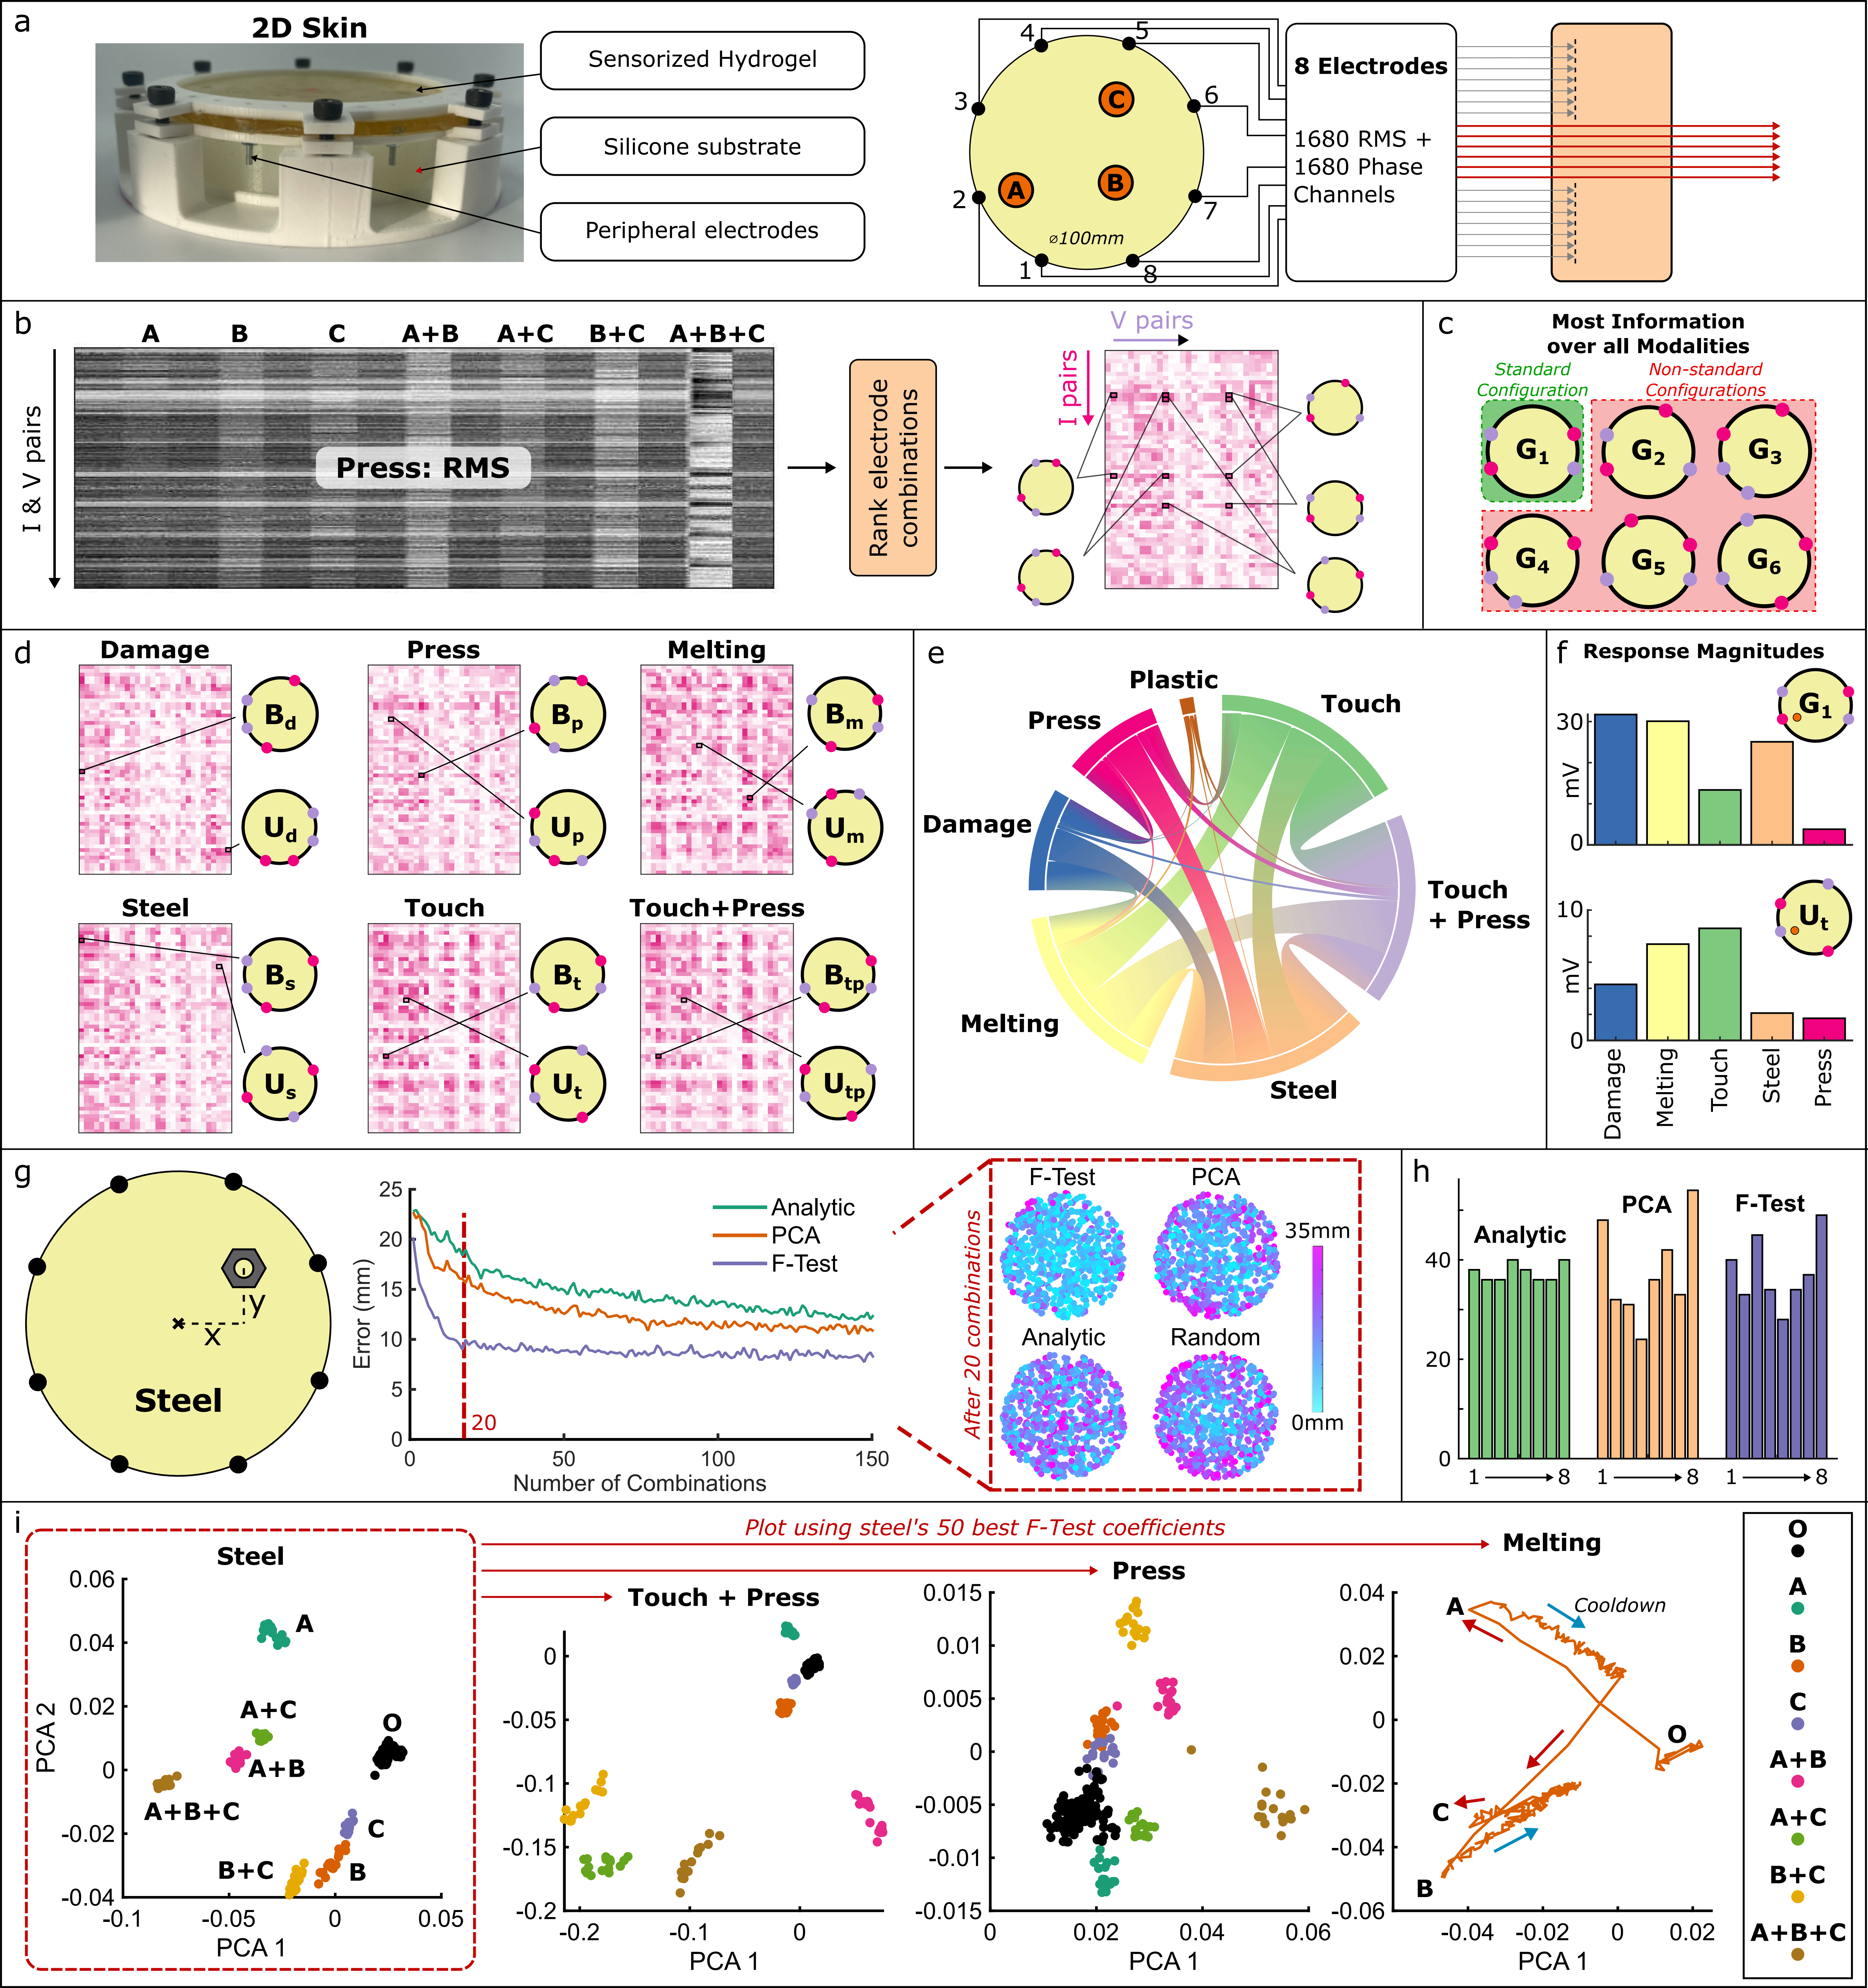 a
2D Skin
Sensorized Hydrogel
Silicone substrate
Peripheral electrodes
4
5
3
6
2
7
1
8
C
A
B
⌀100mm
8 Electrodes
1680 RMS +
1680 Phase
Channels
b
A B C A+B A+C B+C A+B+C
I & V pairs
Press: RMS
Rank electrode
combinations
V pairs
I pairs
c
Most Information
over all Modalities
Standard
Configuration
Non-standard
Configurations
G1 G2 G3
G4 G5 G6
d
Damage Press Melting
Bd Bp Bm
Ud Up Um
Steel Touch Touch+Press
Bs Bt Btp
Us Ut Utp
e
Plastic
Touch
Press
Damage
Touch
+ Press
Melting
Steel
f
Response Magnitudes
G1
30
mV
0
Ut
10
mV
0
Damage
Melting
Touch
Steel
Press
g
x
y
Steel
25
20
15
10
5
0
Error (mm)
Analytic
PCA
F-Test
20
0 50 100 150
Number of Combinations
After 20 combinations
F-Test PCA
Analytic Random
35mm
0mm
h
Analytic
PCA
F-Test
40
20
0
1 8 1 8 1 8
i
Plot using steel's 50 best F-Test coefficients
Steel
0.06
0.04
0.02
0
-0.02
-0.04
PCA 2
A
A+C
O
A+B
A+B+C
C
B+C
B
-0.1 -0.05 0 0.05
PCA 1
Touch + Press
0
-0.05
-0.1
-0.15
-0.2
-0.2 -0.1 0
PCA 1
Press
0.015
0.01
0.005
0
-0.005
-0.01
-0.015
0 0.02 0.04 0.06
PCA 1
Melting
0.04
0.02
0
-0.02
-0.04
-0.06
A
Cooldown
O
C
B
-0.04 -0.02 0 0.02
PCA 1
O
A
B
C
A+B
A+C
B+C
A+B+C